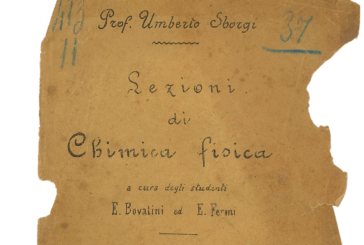 Prof. Umberto Sborgi
37
Lezioni
di
Chimica fisica
a cura degli studenti
E. Bovalini ed E. Fermi